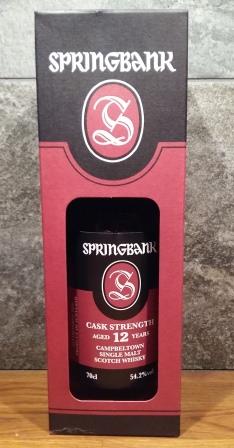 SPRINGBANK
S
SPRINGBANK
S
CASK STRENGTH
AGED 12 YEARS
CAMPBELTOWN
SINGLE MALT
SCOTCH WHISKY
70cl 54.2%vol